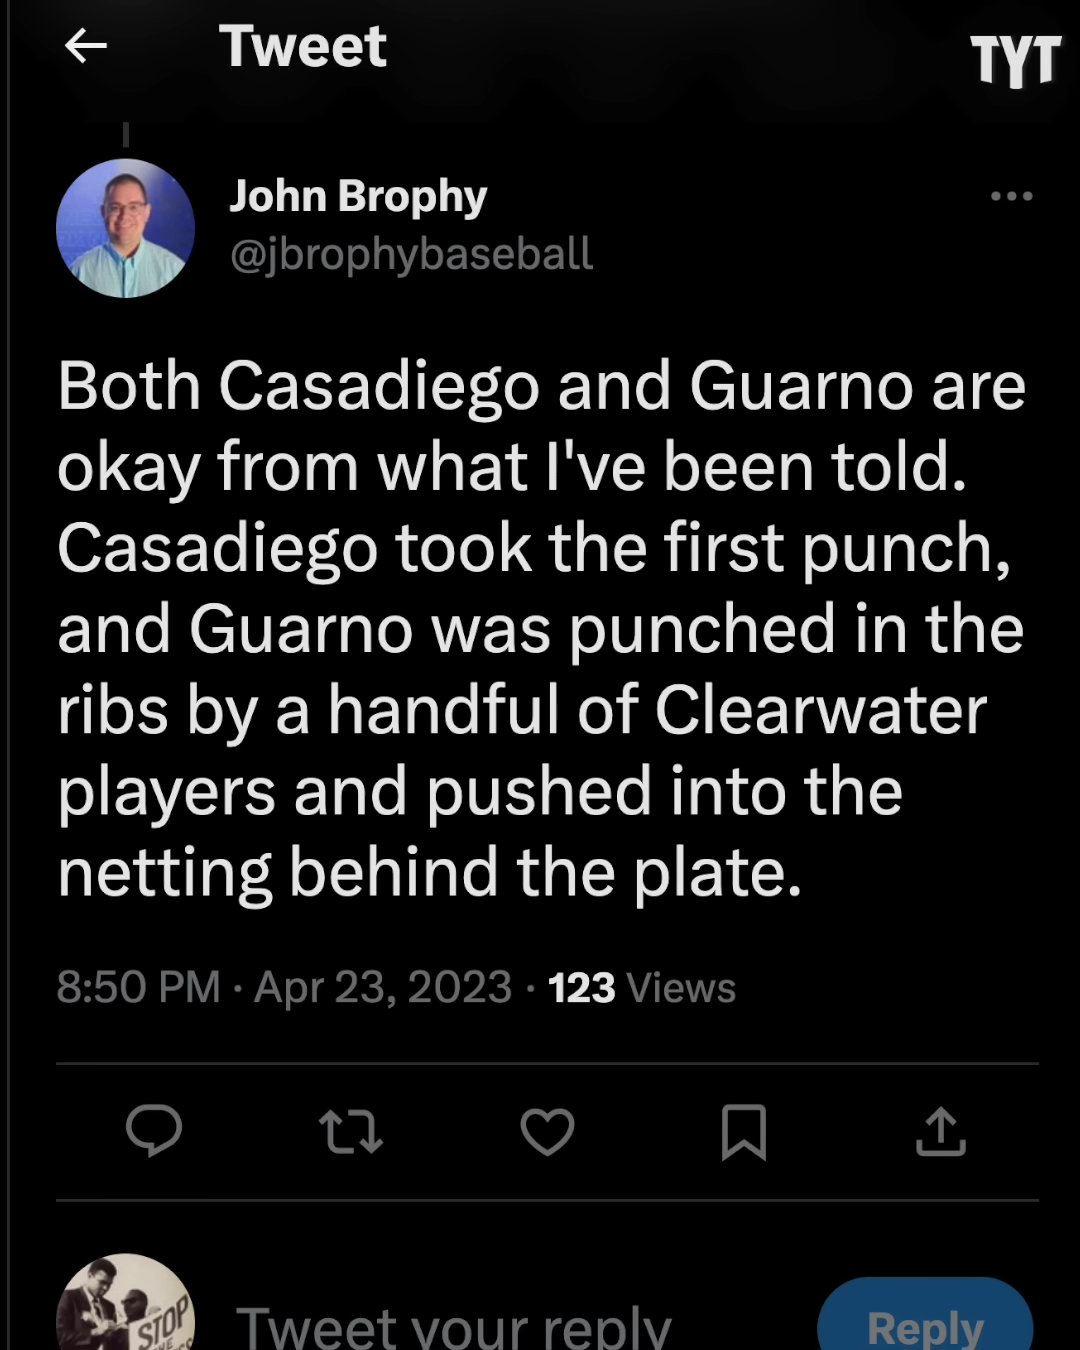 Tweet
TYT
John Brophy
@jbrophybaseball
Both Casadiego and Guarno are
okay from what I've been told.
Casadiego took the first punch,
and Guarno was punched in the
ribs by a handful of Clearwater
players and pushed into the
netting behind the plate.
8:50 PM · Apr 23, 2023 · 123 Views
STOP
Tweet your reply
Reply